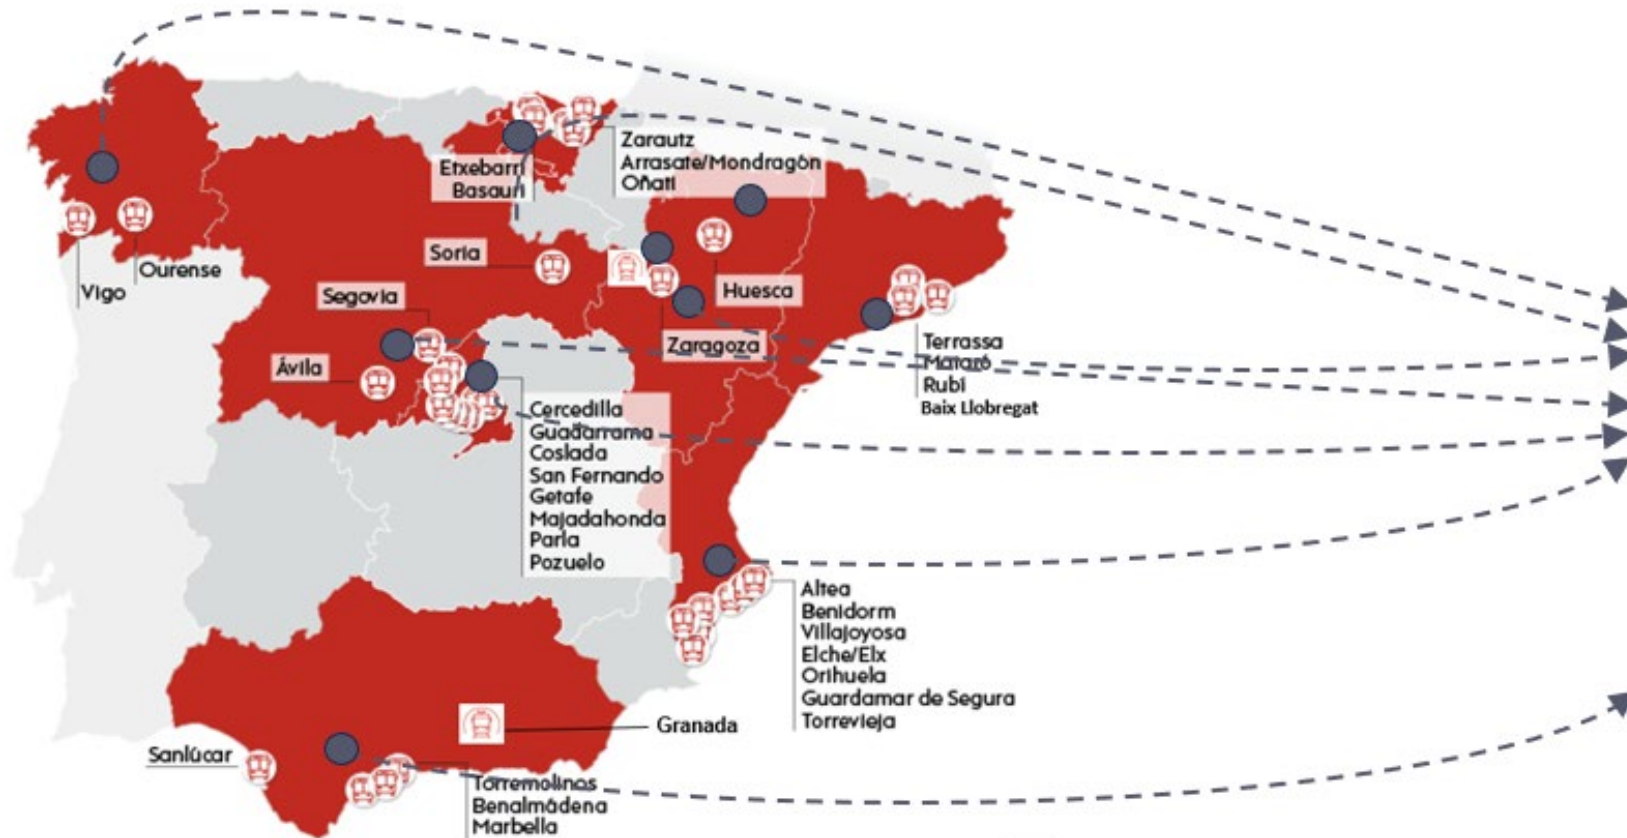 Zarautz
Arrasate/Mondragón
Oñati
Etxebarri
Basauri
Vigo
Ourense
Soria
Segovia
Ávila
Huesca
Zaragoza
Terrassa
Mataró
Rubí
Baix Llobregat
Cercedilla
Guadarrama
Coslada
San Fernando
Getafe
Majadahonda
Parla
Pozuelo
Altea
Benidorm
Villajoyosa
Elche/Elx
Orihuela
Guardamar de Segura
Torrevieja
Granada
Sanlúcar
Torremolinos
Benalmádena
Marbella